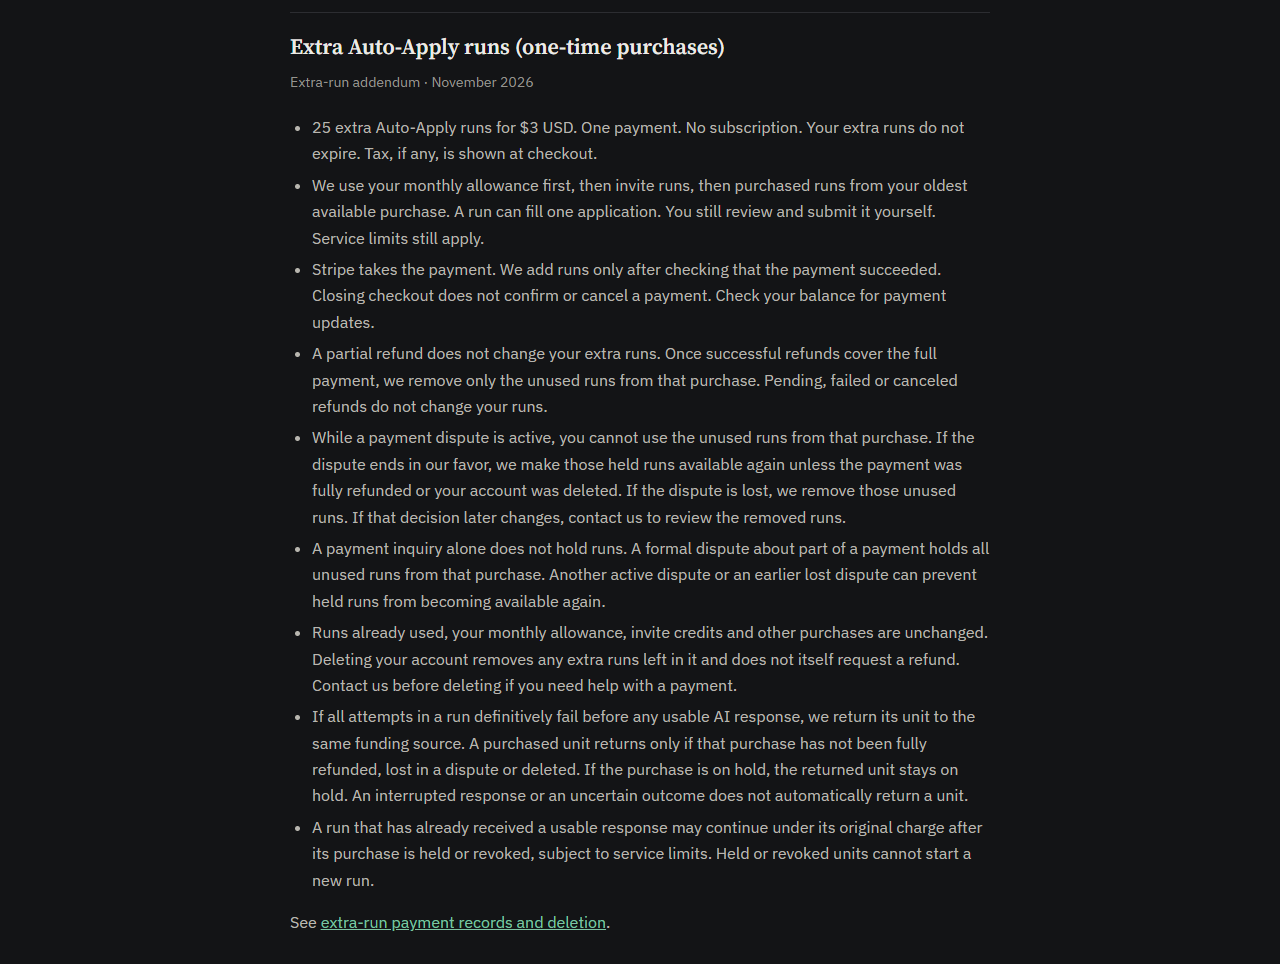 Extra Auto-Apply runs (one-time purchases)
Extra-run addendum · November 2026
• 25 extra Auto-Apply runs for $3 USD. One payment. No subscription. Your extra runs do not
expire. Tax, if any, is shown at checkout.
• We use your monthly allowance first, then invite runs, then purchased runs from your oldest
available purchase. A run can fill one application. You still review and submit it yourself.
Service limits still apply.
• Stripe takes the payment. We add runs only after checking that the payment succeeded.
Closing checkout does not confirm or cancel a payment. Check your balance for payment
updates.
• A partial refund does not change your extra runs. Once successful refunds cover the full
payment, we remove only the unused runs from that purchase. Pending, failed or canceled
refunds do not change your runs.
• While a payment dispute is active, you cannot use the unused runs from that purchase. If the
dispute ends in our favor, we make those held runs available again unless the payment was
fully refunded or your account was deleted. If the dispute is lost, we remove those unused
runs. If that decision later changes, contact us to review the removed runs.
• A payment inquiry alone does not hold runs. A formal dispute about part of a payment holds all
unused runs from that purchase. Another active dispute or an earlier lost dispute can prevent
held runs from becoming available again.
• Runs already used, your monthly allowance, invite credits and other purchases are unchanged.
Deleting your account removes any extra runs left in it and does not itself request a refund.
Contact us before deleting if you need help with a payment.
• If all attempts in a run definitively fail before any usable AI response, we return its unit to the
same funding source. A purchased unit returns only if that purchase has not been fully
refunded, lost in a dispute or deleted. If the purchase is on hold, the returned unit stays on
hold. An interrupted response or an uncertain outcome does not automatically return a unit.
• A run that has already received a usable response may continue under its original charge after
its purchase is held or revoked, subject to service limits. Held or revoked units cannot start a
new run.
See extra-run payment records and deletion.